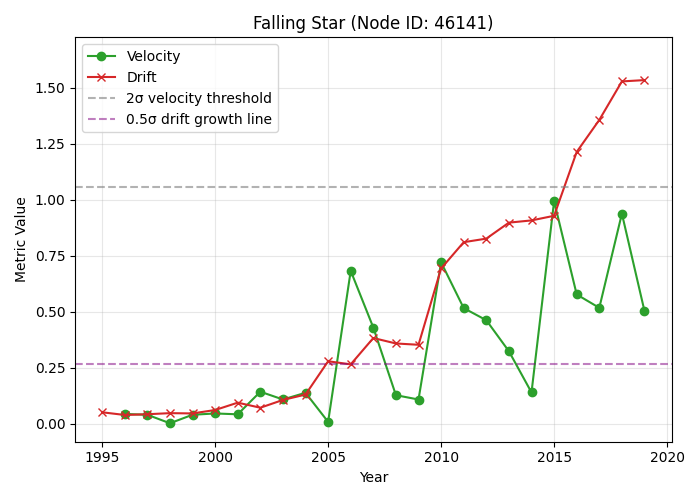 Falling Star (Node ID: 46141)
Velocity
Drift
2σ velocity threshold
0.5σ drift growth line
Metric Value
1.50
1.25
1.00
0.75
0.50
0.25
0.00
1995 2000 2005 2010 2015 2020
Year